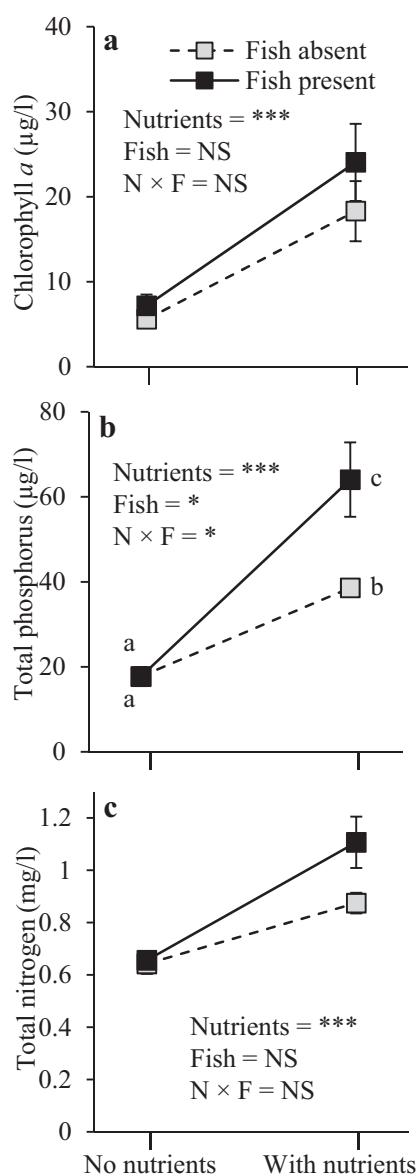 a
Fish absent
Fish present
Nutrients = ***
Fish = NS
N × F = NS
Chlorophyll a (µg/l)
40
30
20
10
0
b
Nutrients = ***
Fish = *
N × F = *
Total phosphorus (µg/l)
80
60
40
20
0
a
a
c
b
c
Total nitrogen (mg/l)
1.2
1
0.8
0.6
0.4
0.2
0
Nutrients = ***
Fish = NS
N × F = NS
No nutrients
With nutrients